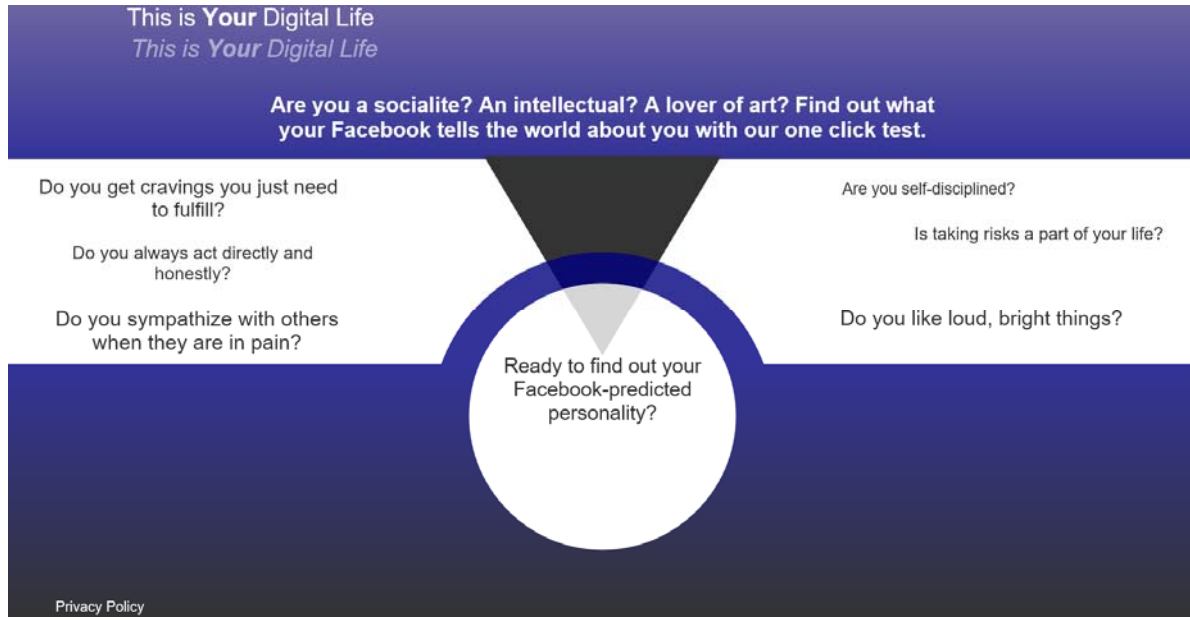 This is Your Digital Life
This is Your Digital Life
Are you a socialite? An intellectual? A lover of art? Find out what
your Facebook tells the world about you with our one click test.
Do you get cravings you just need
to fulfill?
Do you always act directly and
honestly?
Do you sympathize with others
when they are in pain?
Are you self-disciplined?
Is taking risks a part of your life?
Do you like loud, bright things?
Ready to find out your
Facebook-predicted
personality?
Privacy Policy